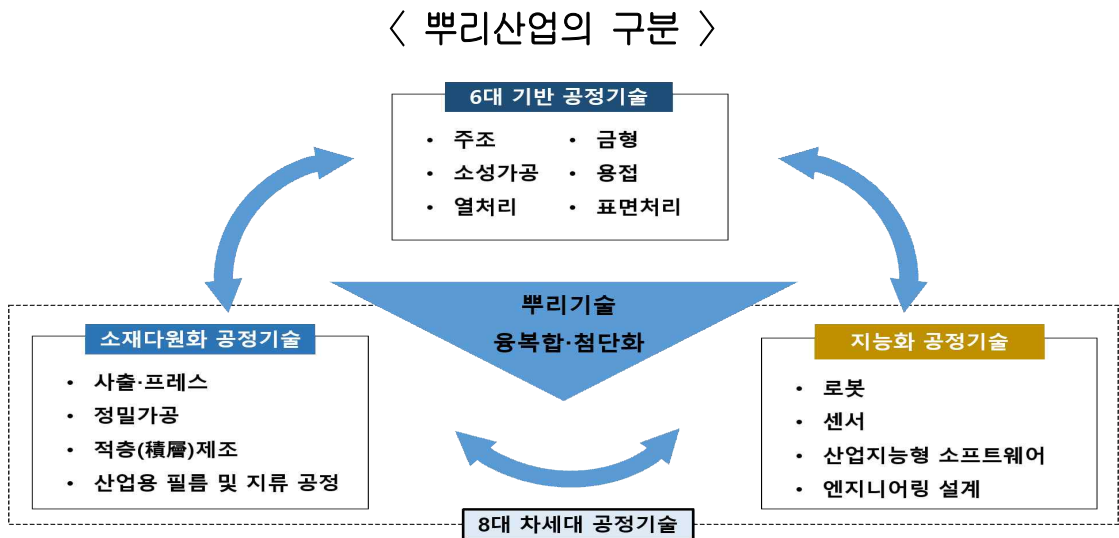 〈 뿌리산업의 구분 〉
6대 기반 공정기술
• 주조 • 금형
• 소성가공 • 용접
• 열처리 • 표면처리
뿌리기술
융복합·첨단화
소재다원화 공정기술
• 사출·프레스
• 정밀가공
• 적층(積層)제조
• 산업용 필름 및 지류 공정
지능화 공정기술
• 로봇
• 센서
• 산업지능형 소프트웨어
• 엔지니어링 설계
8대 차세대 공정기술